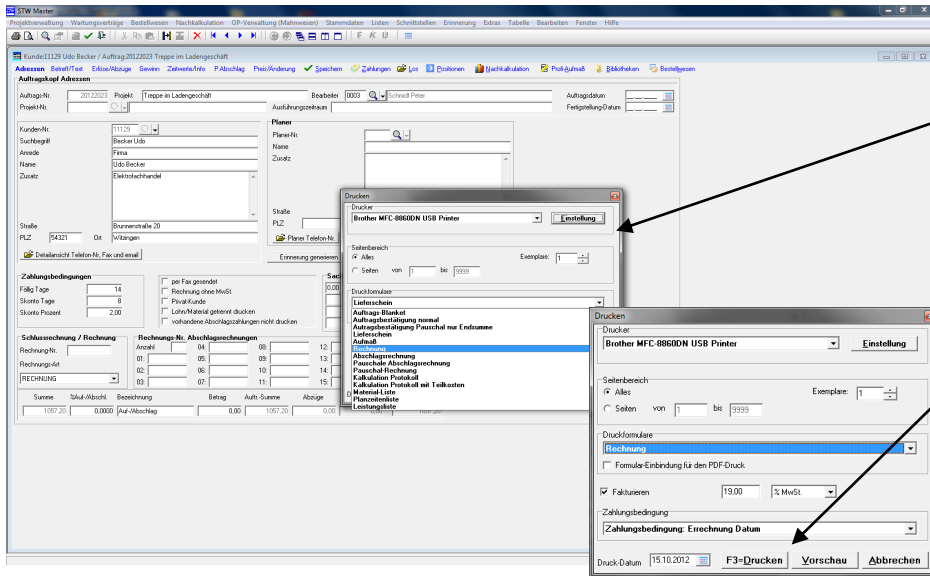 STW Master
Projektverwaltung Wartungsverträge Bestellwesen Nachkalkulation OP-Verwaltung (Mahnwesen) Stammdaten Listen Schnittstellen Erinnerung Extras Tabelle Bearbeiten Fenster Hilfe
F K U
Kunde:11129 Udo Becker / Auftrag:20122023 Treppe im Ladengeschäft
Adressen Betreff/Text Erlöse/Abzüge Gewinn Zeitwerte/Info P.Abschlag Preis/Änderung Speichern Zahlungen Los Positionen Nachkalkulation Profi-Aufmaß Bibliotheken Bestellwesen
Auftragskopf Adressen
Auftrags-Nr. 20122023 Projekt Treppe im Ladengeschäft Bearbeiter 0003 Schmidt Peter Auftragsdatum
Projekt-Nr. Ausführungszeitraum Fertigstellung-Datum
Kunden-Nr. 11129
Suchbegriff Becker Udo
Anrede Firma
Name Udo Becker
Zusatz Elektrofachhandel
Straße Brunnenstraße 20
PLZ 54321 Ort Witzingen
Detailansicht Telefon-Nr, Fax und email
Planer
Planer-Nr.
Name
Zusatz
Straße
PLZ
Planer Telefon-Nr.
Erinnerung generieren
Zahlungsbedingungen
Fällig Tage 14
Skonto Tage 8
Skonto Prozent 2,00
per Fax gesendet
Rechnung ohne MwSt.
Privat-Kunde
Lohn/Material getrennt drucken
vorhandene Abschlagszahlungen nicht drucken
0,00
Schlussrechnung / Rechnung
Rechnung-Nr.
Rechnungs-Art
RECHNUNG
Rechnungs-Nr. Abschlagsrechnungen
Anzahl 04: 08: 12:
01: 05: 09: 13:
02: 06: 10: 14:
03: 07: 11: 15:
Summe %Auf-/Abschl. Bezeichnung Betrag Auftr.-Summe Abzüge
1057,20 0,0000 Auf-/Abschlag 0,00 1057,20 0,00 0,00 1057,20
Drucken
Drucker
Brother MFC-8860DN USB Printer Einstellung
Seitenbereich
Alles Exemplare: 1
Seiten von 1 bis 9999
Druckformulare
Lieferschein
Auftrags-Blanket
Auftragsbestätigung normal
Autragsbestätigung Pauschal nur Endsumme
Lieferschein
Aufmaß
Rechnung
Abschlagsrechnung
Pauschale Abschlagsrechnung
Pauschal-Rechnung
Kalkulation Protokoll
Kalkulation Protokoll mit Teilkosten
Material-Liste
Planzeitenliste
Leistungsliste
Drucken
Drucker
Brother MFC-8860DN USB Printer Einstellung
Seitenbereich
Alles Exemplare: 1
Seiten von 1 bis 9999
Druckformulare
Rechnung
Formular-Einbindung für den PDF-Druck
Fakturieren 19,00 % MwSt.
Zahlungsbedingung
Zahlungsbedingung: Errechnung Datum
Druck-Datum 15.10.2012 F3=Drucken Vorschau Abbrechen